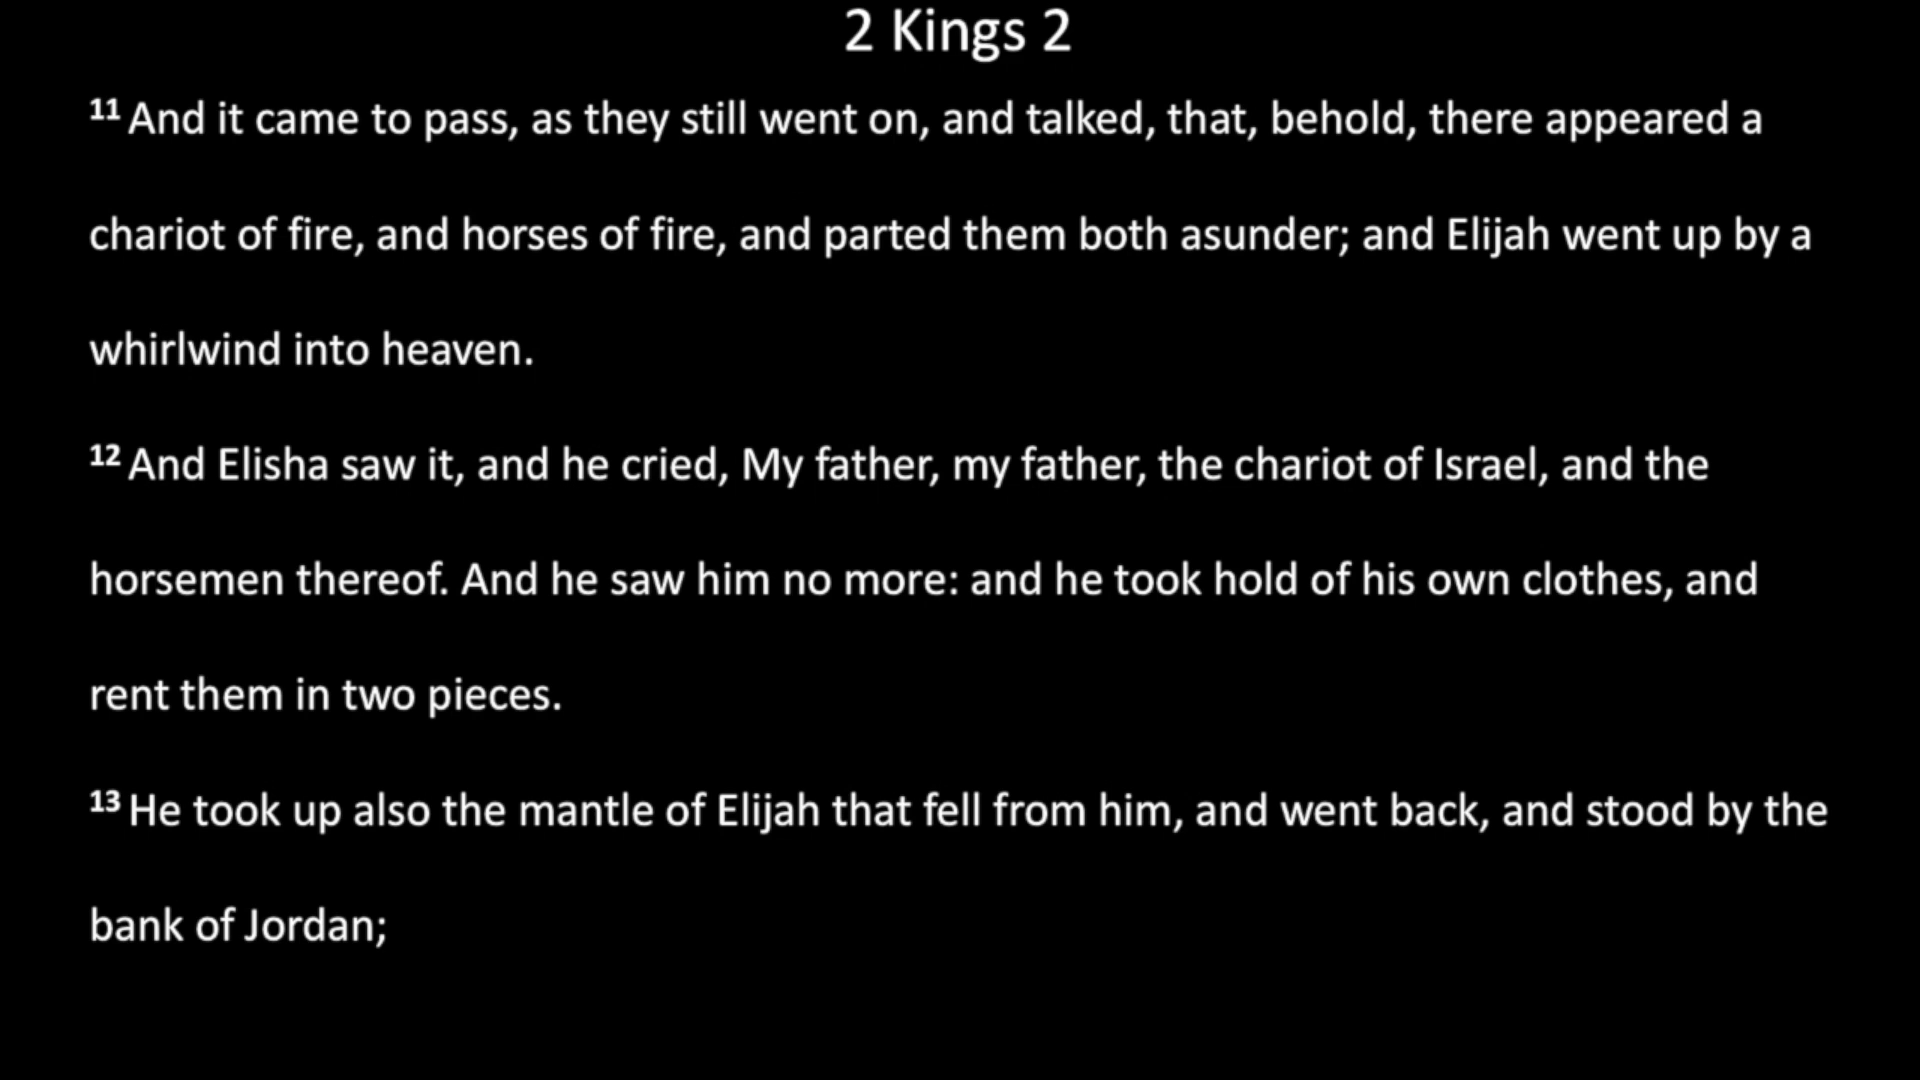 2 Kings 2
11 And it came to pass, as they still went on, and talked, that, behold, there appeared a
chariot of fire, and horses of fire, and parted them both asunder; and Elijah went up by a
whirlwind into heaven.
12 And Elisha saw it, and he cried, My father, my father, the chariot of Israel, and the
horsemen thereof. And he saw him no more: and he took hold of his own clothes, and
rent them in two pieces.
13 He took up also the mantle of Elijah that fell from him, and went back, and stood by the
bank of Jordan;